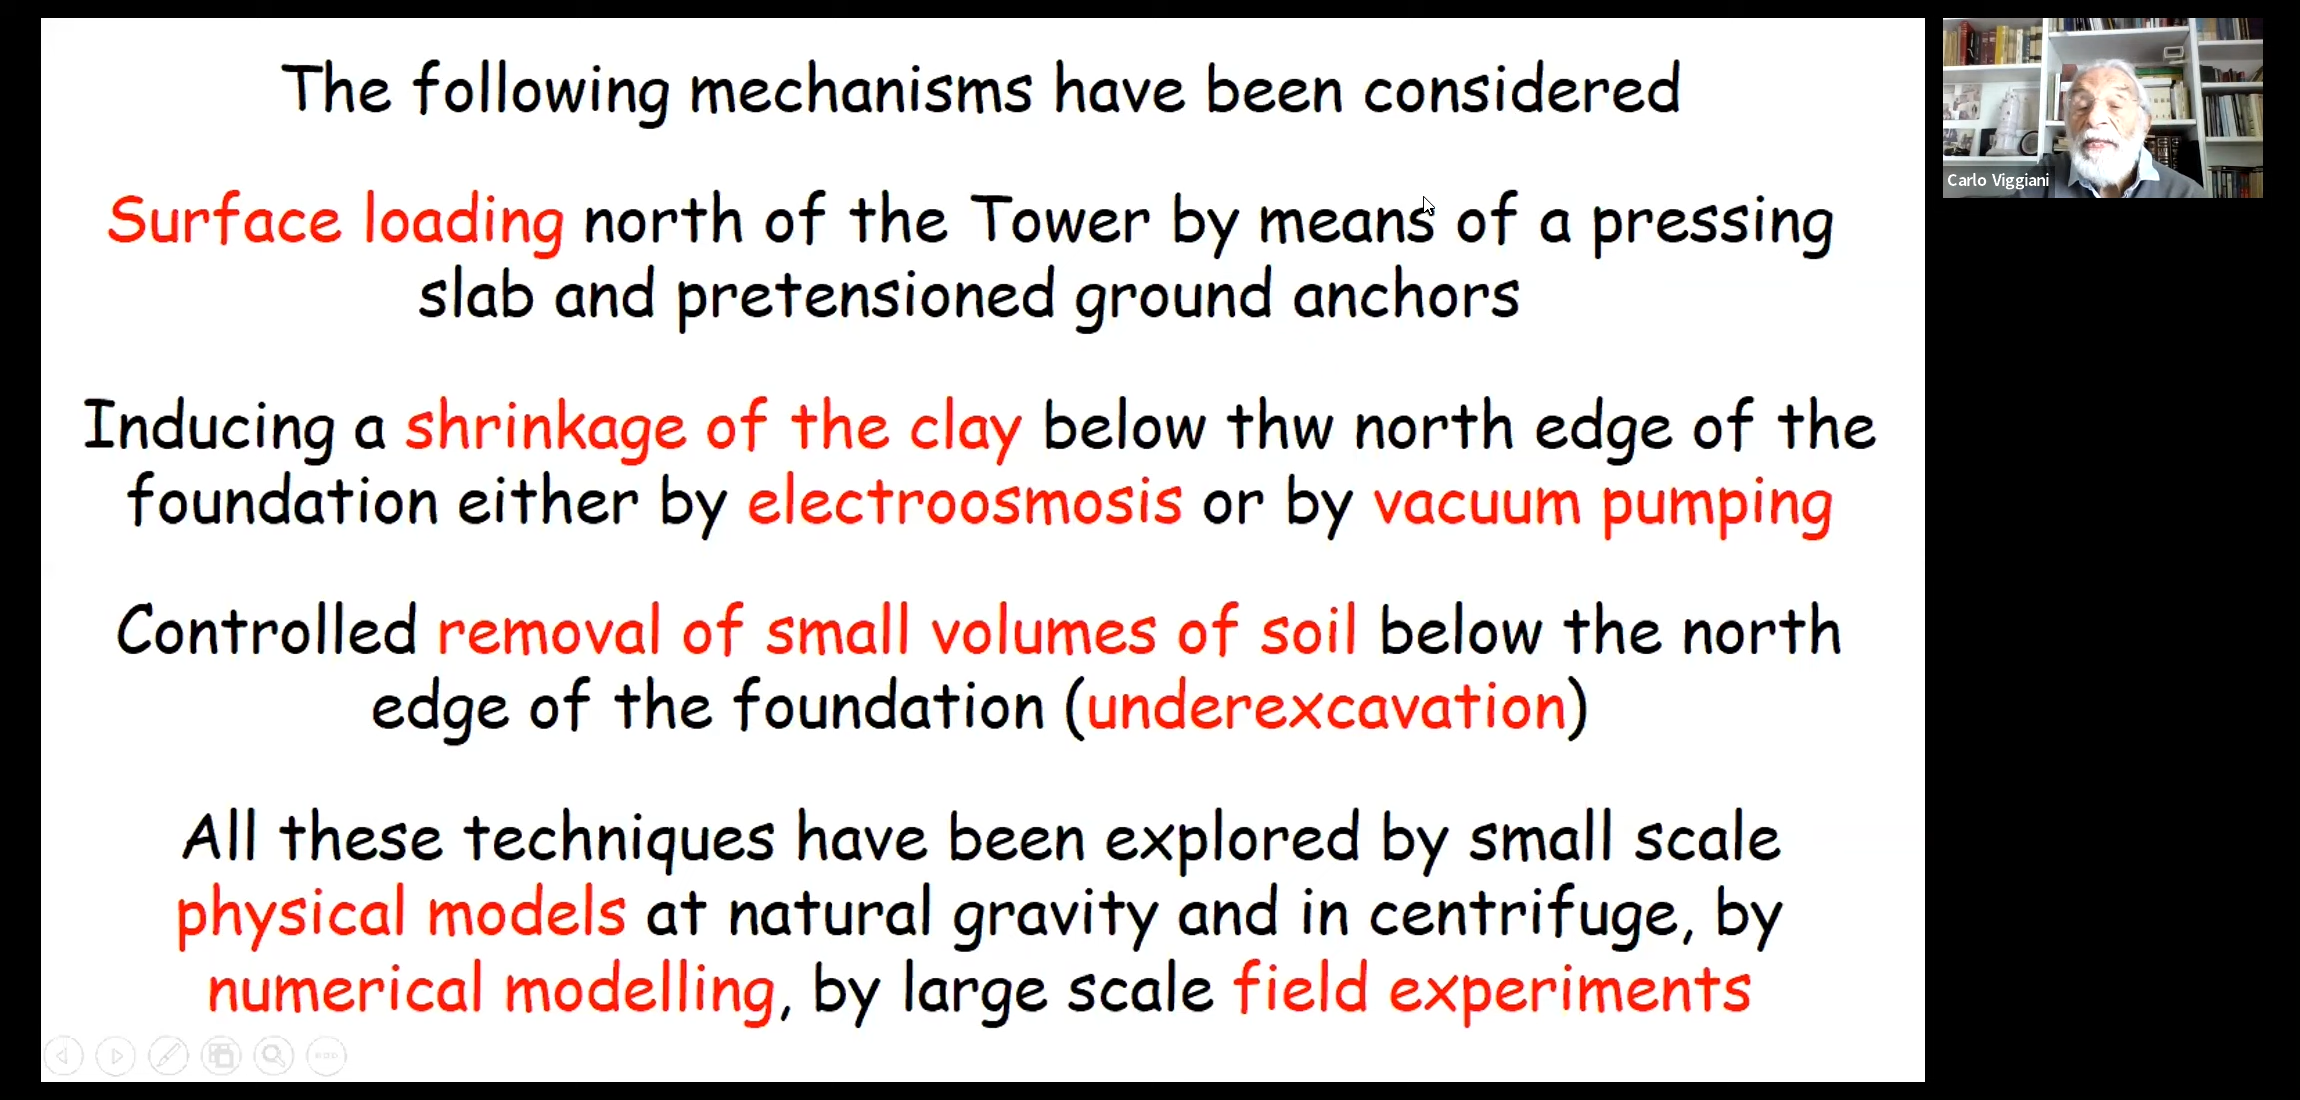 The following mechanisms have been considered
Surface loading north of the Tower by means of a pressing
slab and pretensioned ground anchors
Inducing a shrinkage of the clay below thw north edge of the
foundation either by electroosmosis or by vacuum pumping
Controlled removal of small volumes of soil below the north
edge of the foundation (underexcavation)
All these techniques have been explored by small scale
physical models at natural gravity and in centrifuge, by
numerical modelling, by large scale field experiments
Carlo Viggiani